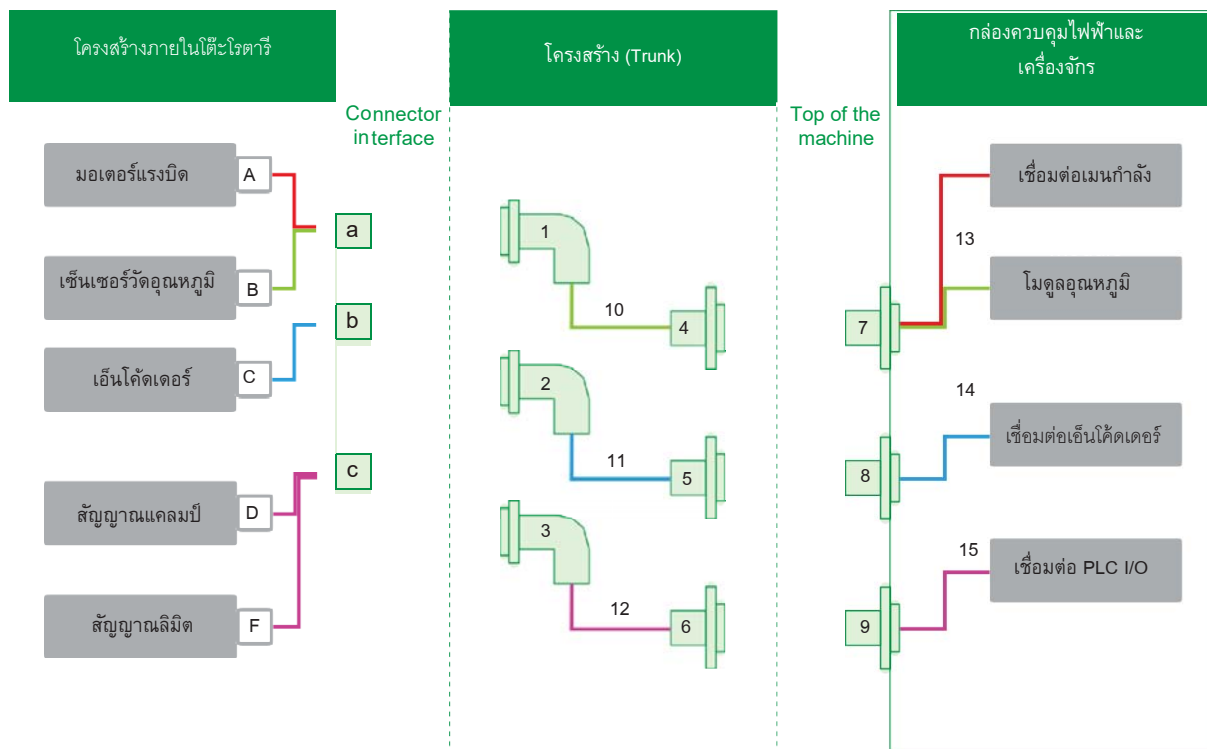 โครงสร้างภายในโต๊ะโรตารี
โครงสร้าง (Trunk)
กล่องควบคุมไฟฟ้าและ
เครื่องจักร
Connector
interface
Top of the
machine
มอเตอร์แรงบิด
A
เซ็นเซอร์วัดอุณหภูมิ
B
เอ็นโค้ดเดอร์
C
สัญญาณแคลมป์
D
สัญญาณลิมิต
F
a
b
c
1
10
4
2
11
5
3
12
6
7
13
เชื่อมต่อเมนกำลัง
โมดูลอุณหภูมิ
8
14
เชื่อมต่อเอ็นโค้ดเดอร์
9
15
เชื่อมต่อ PLC I/O